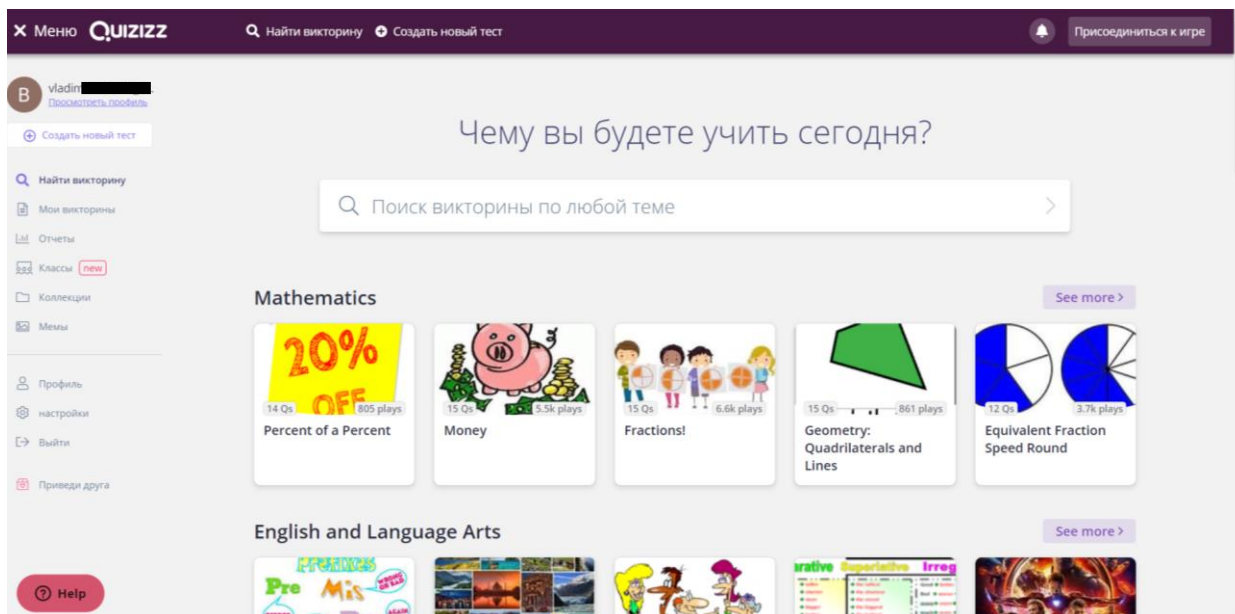 Меню QUIZIZZ
Найти викторину
Создать новый тест
Присоединиться к игре
B
vladim
Просмотреть профиль
Создать новый тест
Найти викторину
Мои викторины
Отчеты
Классы new
Коллекции
Мемы
Профиль
настройки
Выйти
Приведи друга
Help
Чему вы будете учить сегодня?
Поиск викторины по любой теме
Mathematics
See more >
20%
OFF
14 Qs
805 plays
Percent of a Percent
15 Qs
5.5k plays
Money
15 Qs
6.6k plays
Fractions!
15 Qs
861 plays
Geometry:
Quadrilaterals and
Lines
12 Qs
3.7k plays
Equivalent Fraction
Speed Round
English and Language Arts
See more >
PREFIXES
Pre Mis